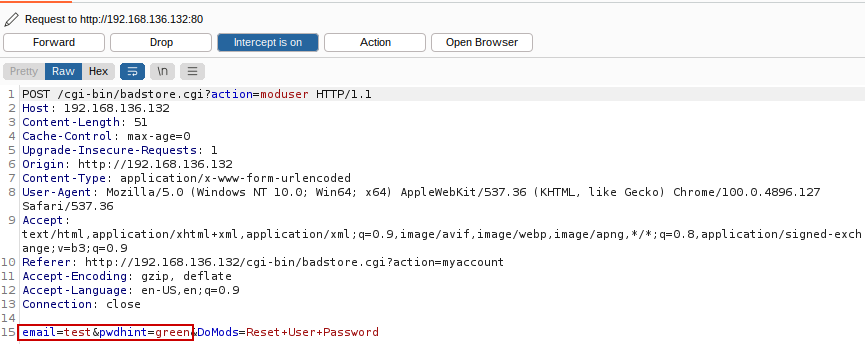 Request to http://192.168.136.132:80
Forward Drop Intercept is on Action Open Browser
Pretty Raw Hex \n
1 POST /cgi-bin/badstore.cgi?action=moduser HTTP/1.1
2 Host: 192.168.136.132
3 Content-Length: 51
4 Cache-Control: max-age=0
5 Upgrade-Insecure-Requests: 1
6 Origin: http://192.168.136.132
7 Content-Type: application/x-www-form-urlencoded
8 User-Agent: Mozilla/5.0 (Windows NT 10.0; Win64; x64) AppleWebKit/537.36 (KHTML, like Gecko) Chrome/100.0.4896.127
Safari/537.36
9 Accept:
text/html,application/xhtml+xml,application/xml;q=0.9,image/avif,image/webp,image/apng,*/*;q=0.8,application/signed-exch
ange;v=b3;q=0.9
10 Referer: http://192.168.136.132/cgi-bin/badstore.cgi?action=myaccount
11 Accept-Encoding: gzip, deflate
12 Accept-Language: en-US,en;q=0.9
13 Connection: close
14
15 email=test&pwdhint=green&DoMods=Reset+User+Password